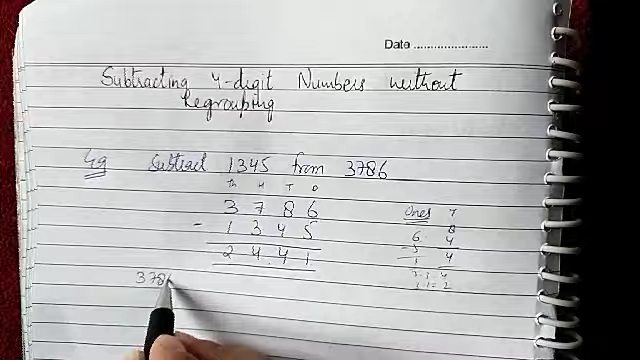 Date
Subtracting 4-digit Numbers without
Regrouping
Eg Subtract 1345 from 3786
Th H T O
3 7 8 6
- 1 3 4 5
2 4 4 1
Ones T
6 8
- 5 4
1 4
378